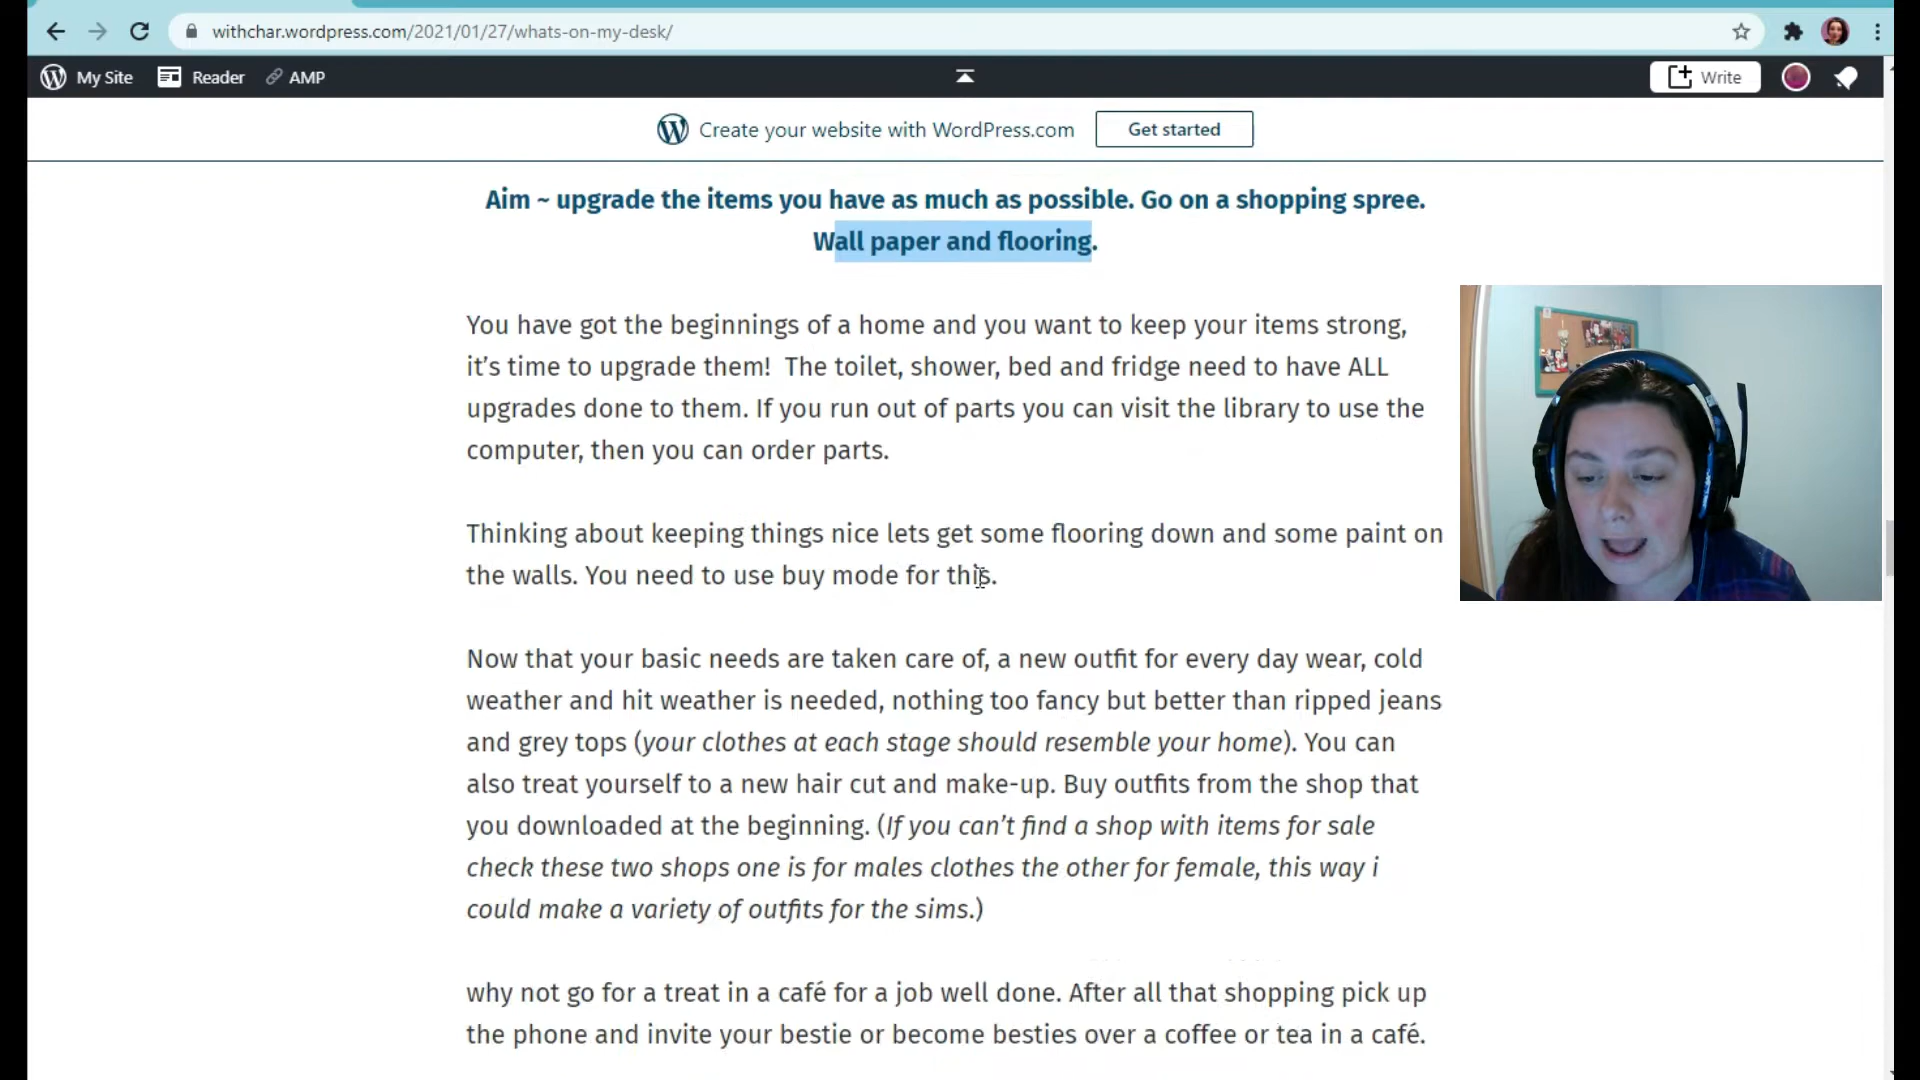 withchar.wordpress.com/2021/01/27/whats-on-my-desk/
My Site Reader AMP Write
Create your website with WordPress.com Get started
Aim ~ upgrade the items you have as much as possible. Go on a shopping spree.
Wall paper and flooring.
You have got the beginnings of a home and you want to keep your items strong,
it’s time to upgrade them!  The toilet, shower, bed and fridge need to have ALL
upgrades done to them. If you run out of parts you can visit the library to use the
computer, then you can order parts.
Thinking about keeping things nice lets get some flooring down and some paint on
the walls. You need to use buy mode for this.
Now that your basic needs are taken care of, a new outfit for every day wear, cold
weather and hit weather is needed, nothing too fancy but better than ripped jeans
and grey tops (your clothes at each stage should resemble your home). You can
also treat yourself to a new hair cut and make-up. Buy outfits from the shop that
you downloaded at the beginning. (If you can’t find a shop with items for sale
check these two shops one is for males clothes the other for female, this way i
could make a variety of outfits for the sims.)
why not go for a treat in a café for a job well done. After all that shopping pick up
the phone and invite your bestie or become besties over a coffee or tea in a café.